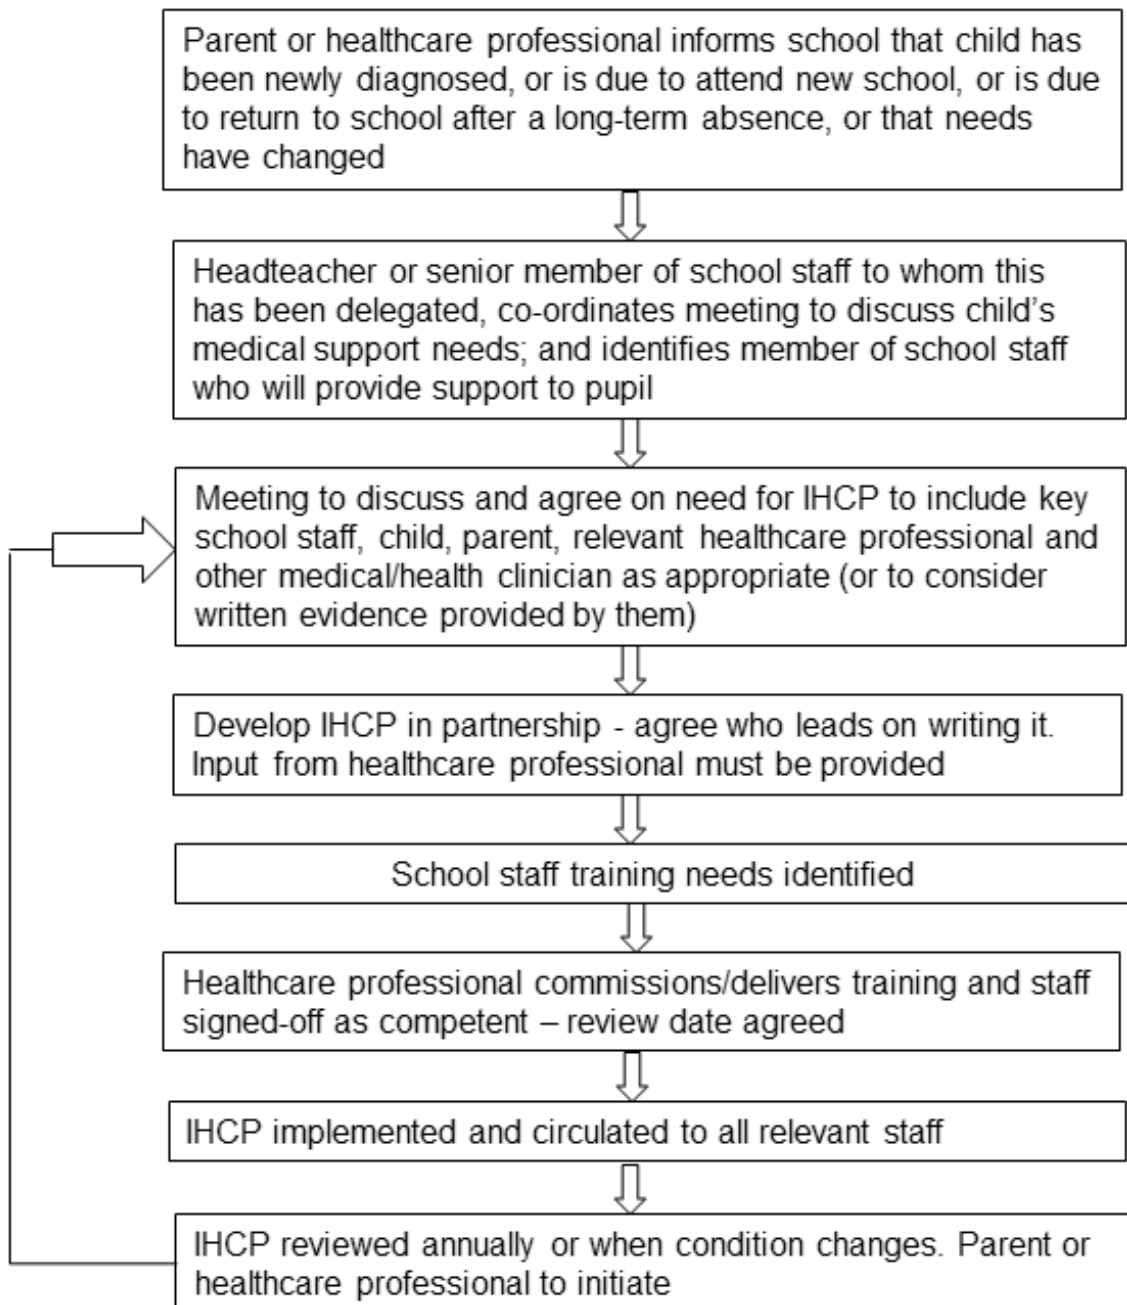 Parent or healthcare professional informs school that child has
been newly diagnosed, or is due to attend new school, or is due
to return to school after a long-term absence, or that needs
have changed
Headteacher or senior member of school staff to whom this
has been delegated, co-ordinates meeting to discuss child’s
medical support needs; and identifies member of school staff
who will provide support to pupil
Meeting to discuss and agree on need for IHCP to include key
school staff, child, parent, relevant healthcare professional and
other medical/health clinician as appropriate (or to consider
written evidence provided by them)
Develop IHCP in partnership - agree who leads on writing it.
Input from healthcare professional must be provided
School staff training needs identified
Healthcare professional commissions/delivers training and staff
signed-off as competent – review date agreed
IHCP implemented and circulated to all relevant staff
IHCP reviewed annually or when condition changes. Parent or
healthcare professional to initiate